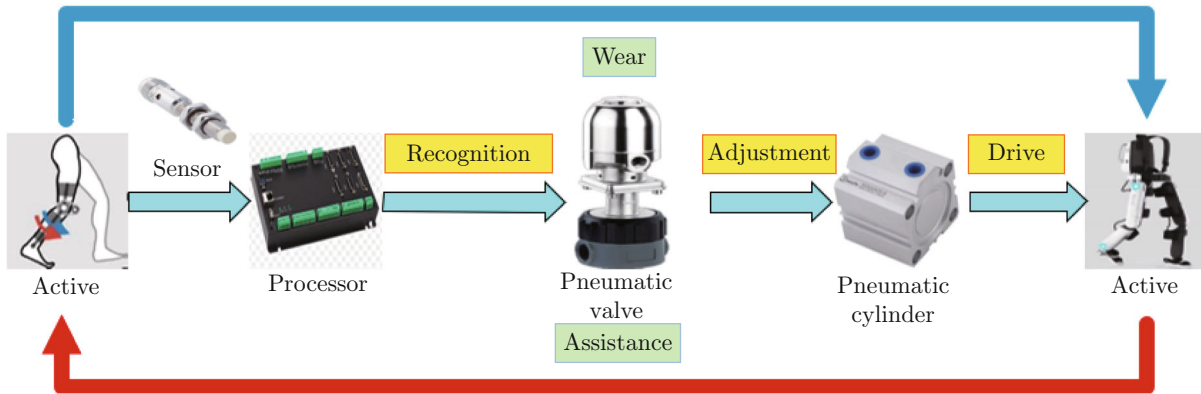 Wear
Sensor
Recognition
Adjustment
Drive
Active
Processor
Pneumatic
valve
Pneumatic
cylinder
Active
Assistance